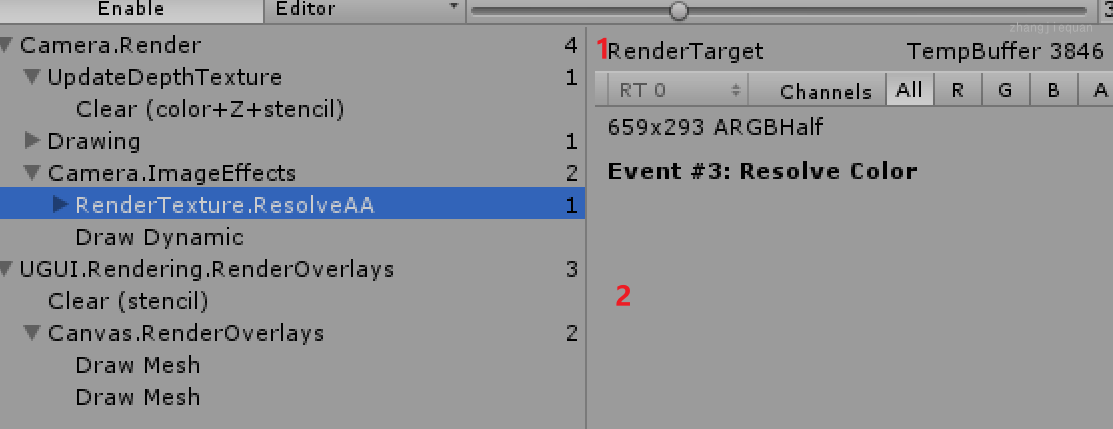 Enable Editor 3
zhangjiequan
Camera.Render 4
UpdateDepthTexture 1
Clear (color+Z+stencil)
Drawing 1
Camera.ImageEffects 2
RenderTexture.ResolveAA 1
Draw Dynamic
UGUI.Rendering.RenderOverlays 3
Clear (stencil)
Canvas.RenderOverlays 2
Draw Mesh
Draw Mesh
1 RenderTarget TempBuffer 3846
RT 0 Channels All R G B A
659x293 ARGBHalf
Event #3: Resolve Color
2